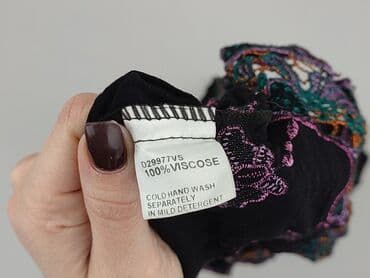 D29977VS
100%VISCOSE
COLD HAND WASH
SEPARATELY
IN MILD DETERGENT